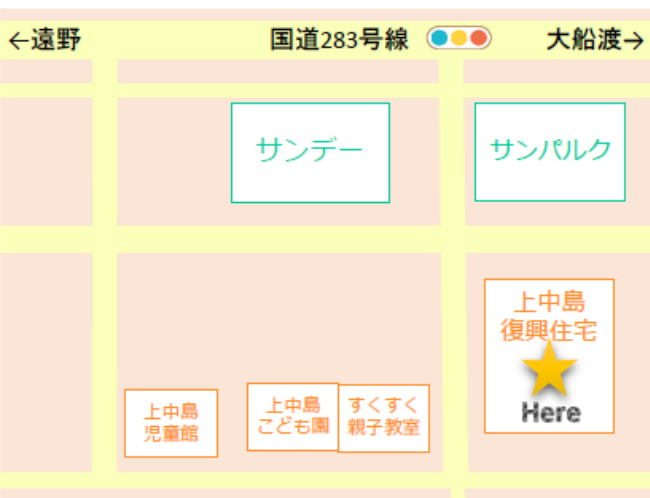 ←遠野
国道283号線
大船渡→
サンデー
サンパルク
上中島
復興住宅
Here
上中島
児童館
上中島
こども園
すくすく
親子教室